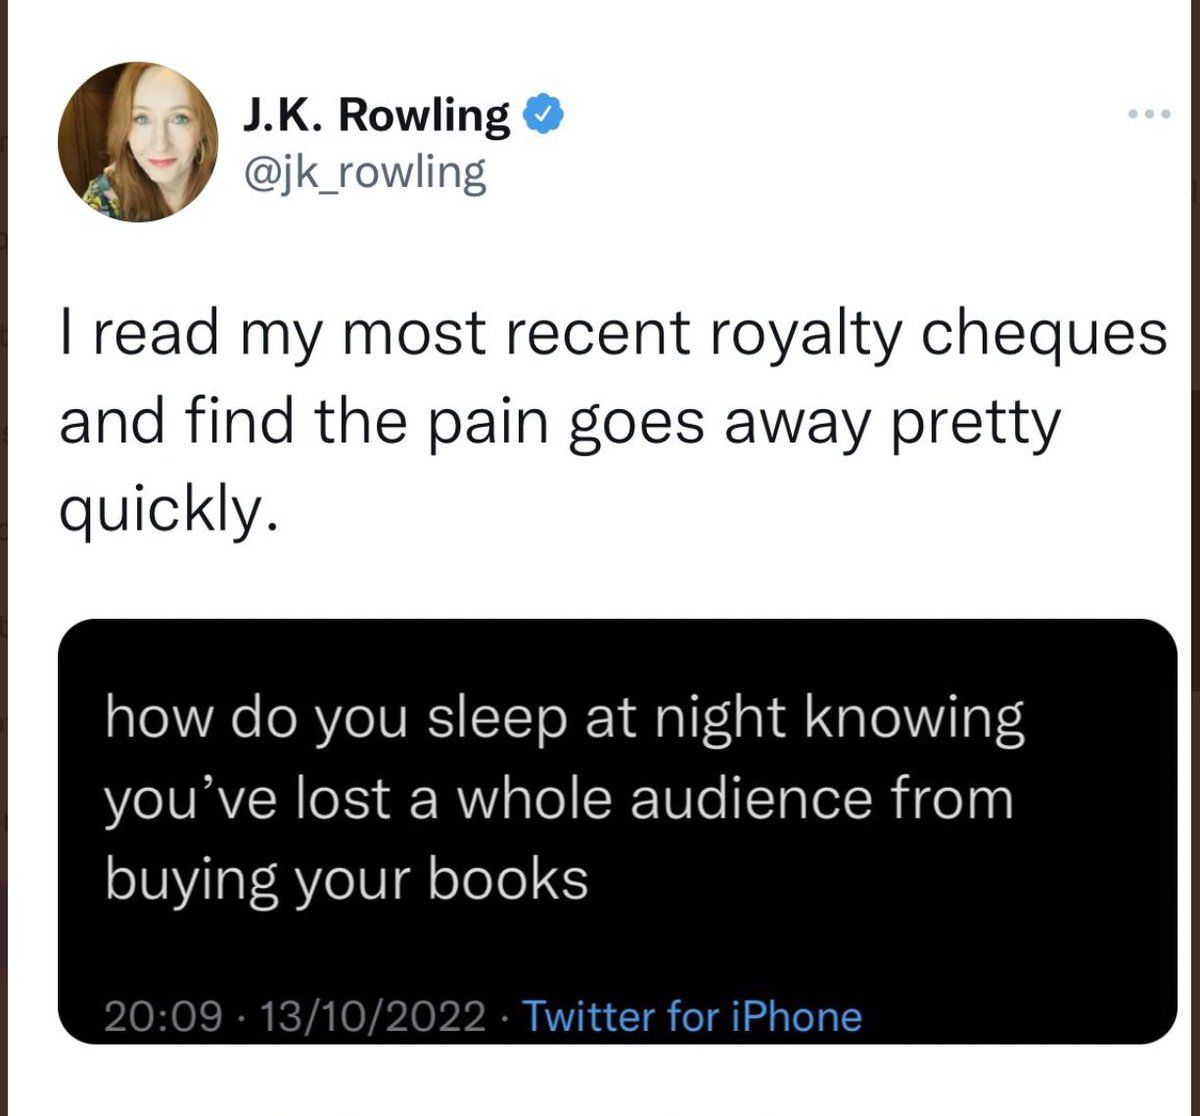 J.K. Rowling
@jk_rowling
I read my most recent royalty cheques
and find the pain goes away pretty
quickly.
how do you sleep at night knowing
you’ve lost a whole audience from
buying your books
20:09 · 13/10/2022 · Twitter for iPhone